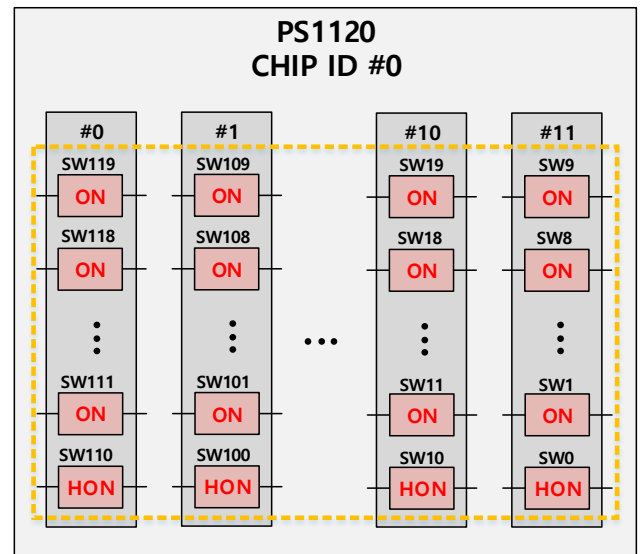 PS1120
CHIP ID #0
#0 #1 #10 #11
SW119 SW109 SW19 SW9
ON ON ON ON
SW118 SW108 SW18 SW8
ON ON ON ON
SW111 SW101 SW11 SW1
ON ON ON ON
SW110 SW100 SW10 SW0
HON HON HON HON